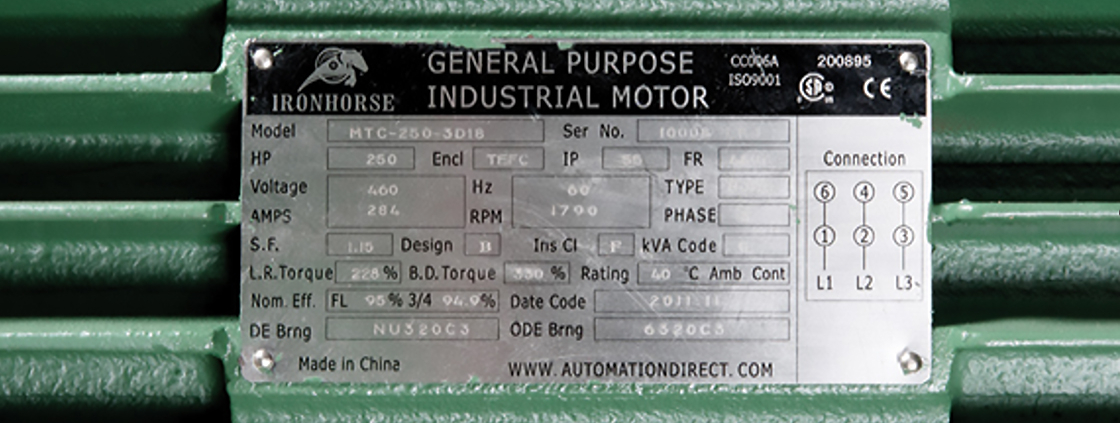 IRONHORSE
GENERAL PURPOSE
INDUSTRIAL MOTOR
CC006A 200895
ISO9001
Model MTC-250-3D18 Ser No.
HP 250 Encl TEFC IP 55 FR
Voltage 460 Hz 60 TYPE
AMPS 284 RPM 1790 PHASE
S.F. 1.15 Design B Ins Cl F kVA Code
L.R.Torque 228 % B.D.Torque 330 % Rating 40 °C Amb Cont
Nom. Eff. FL 95 % 3/4 94.9% Date Code
DE Brng NU320C3 ODE Brng 6320C3
Made in China WWW.AUTOMATIONDIRECT.COM
Connection
6 4 5
1 2 3
L1 L2 L3